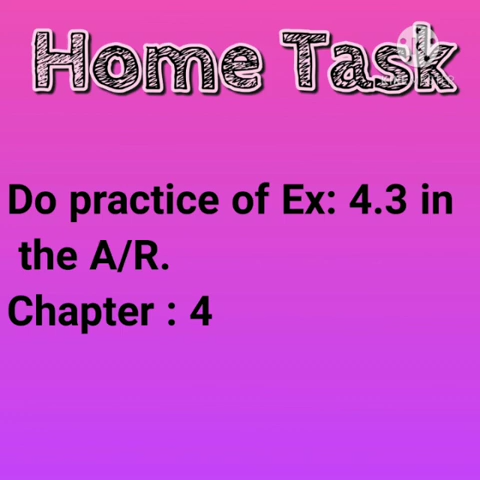 Home Task
Do practice of Ex: 4.3 in
the A/R.
Chapter : 4